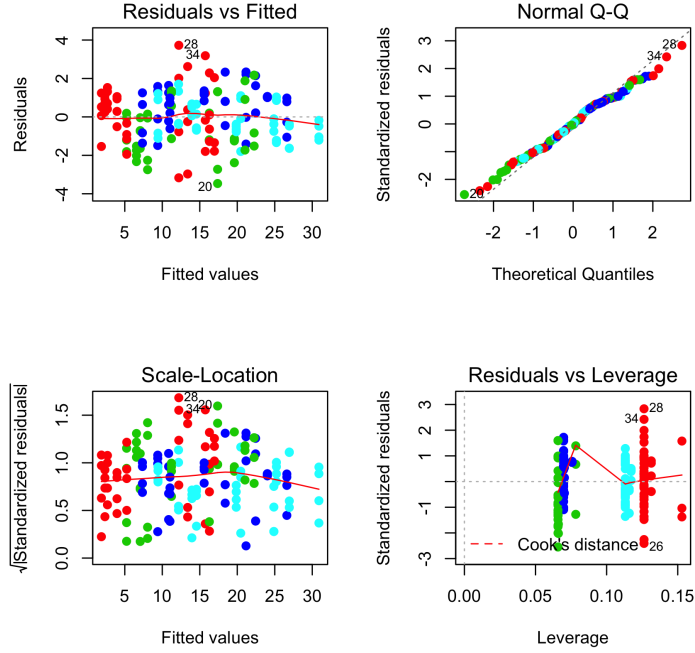 Residuals vs Fitted
Residuals
4
2
0
-2
-4
28
34
20
5 10 15 20 25 30
Fitted values
Normal Q-Q
Standardized residuals
3
2
1
0
-2
28
34
20
-2 -1 0 1 2
Theoretical Quantiles
Scale-Location
√|Standardized residuals|
1.5
1.0
0.5
0.0
28
34
20
5 10 15 20 25 30
Fitted values
Residuals vs Leverage
Standardized residuals
3
2
1
-1
-3
28
34
26
Cook's distance
0.00 0.05 0.10 0.15
Leverage